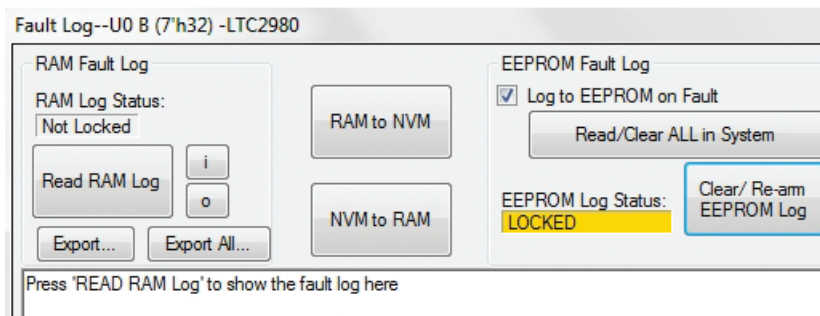 Fault Log--U0 B (7'h32) -LTC2980
RAM Fault Log
RAM Log Status:
Not Locked
Read RAM Log
i
o
Export...
Export All...
RAM to NVM
NVM to RAM
EEPROM Fault Log
Log to EEPROM on Fault
Read/Clear ALL in System
EEPROM Log Status:
LOCKED
Clear/ Re-arm
EEPROM Log
Press 'READ RAM Log' to show the fault log here